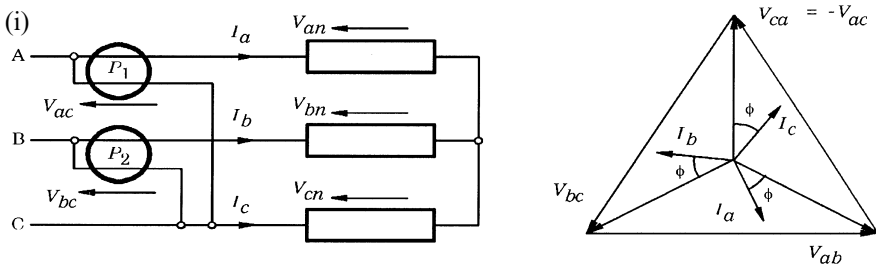 (i)
A
P1
Ia
Van
Vac
B
P2
Ib
Vbn
Vbc
C
Ic
Vcn
Vca = -Vac
ϕ
Ic
Ib
ϕ
ϕ
Ia
Vbc
Vab